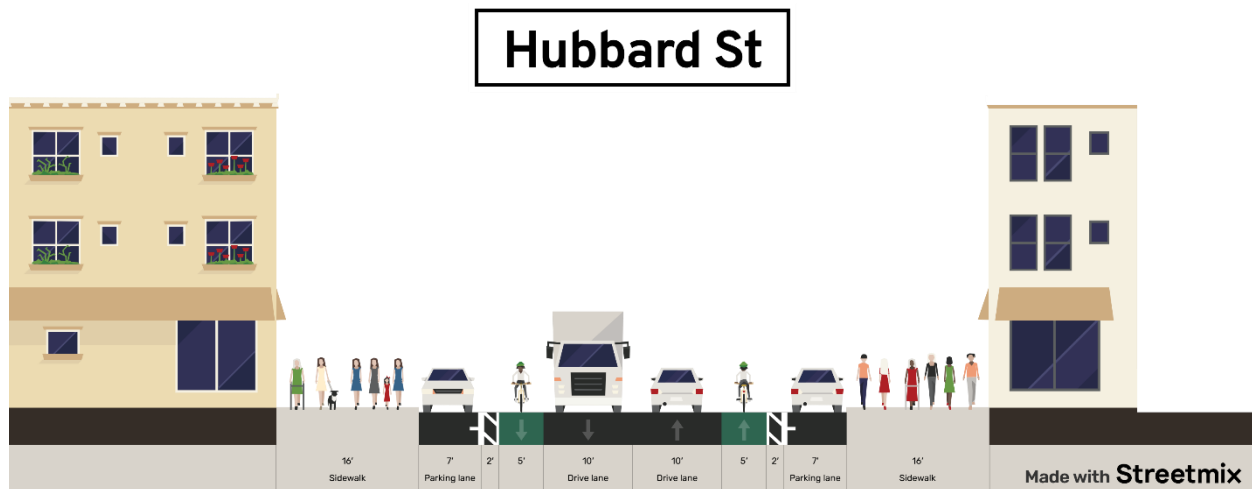 Hubbard St
16' 7' 2' 5' 10' 10' 5' 2' 7' 16'
Sidewalk Parking lane Drive lane Drive lane Parking lane Sidewalk
Made with Streetmix